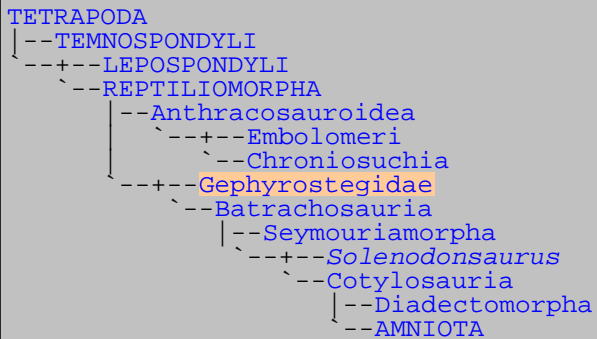 TETRAPODA
|--TEMNOSPONDYLI
`--+--LEPOSPONDYLI
   `--REPTILIOMORPHA
      |--Anthracosauroidea
      |  `--+--Embolomeri
      |     `--Chroniosuchia
      `--+--Gephyrostegidae
         `--Batrachosauria
            |--Seymouriamorpha
            `--+--Solenodonsaurus
               `--Cotylosauria
                  |--Diadectomorpha
                  `--AMNIOTA